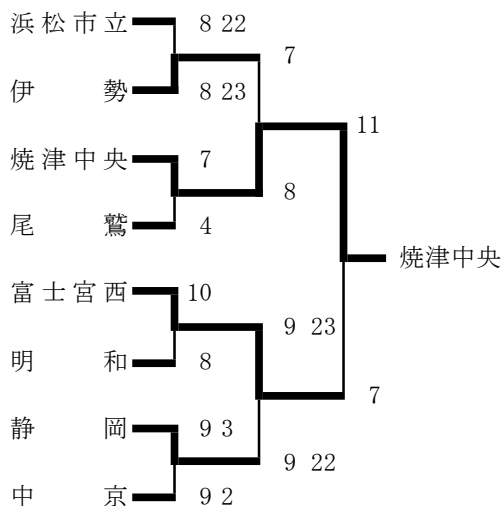 浜松市立 8 22
7
伊勢 8 23
11
焼津中央 7
8
尾鷲 4
焼津中央
富士宮西 10
9 23
明和 8
7
静岡 9 3
9 22
中京 9 2